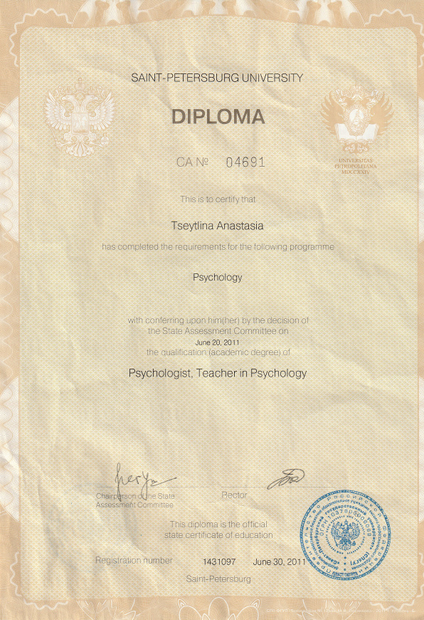 SAINT-PETERSBURG UNIVERSITY
DIPLOMA
CA № 04691
UNIVERSITAS
PETROPOLITANA
MDCCXXIV
This is to certify that
Tseytlina Anastasia
has completed the requirements for the following programme
Psychology
with conferring upon him(her) by the decision of
the State Assessment Committee on
June 20, 2011
the qualification (academic degree) of
Psychologist, Teacher in Psychology
Chairperson of the State
Assessment Committee
Rector
This diploma is the official
state certificate of education
Registration number 1431097 June 30, 2011
Saint-Petersburg